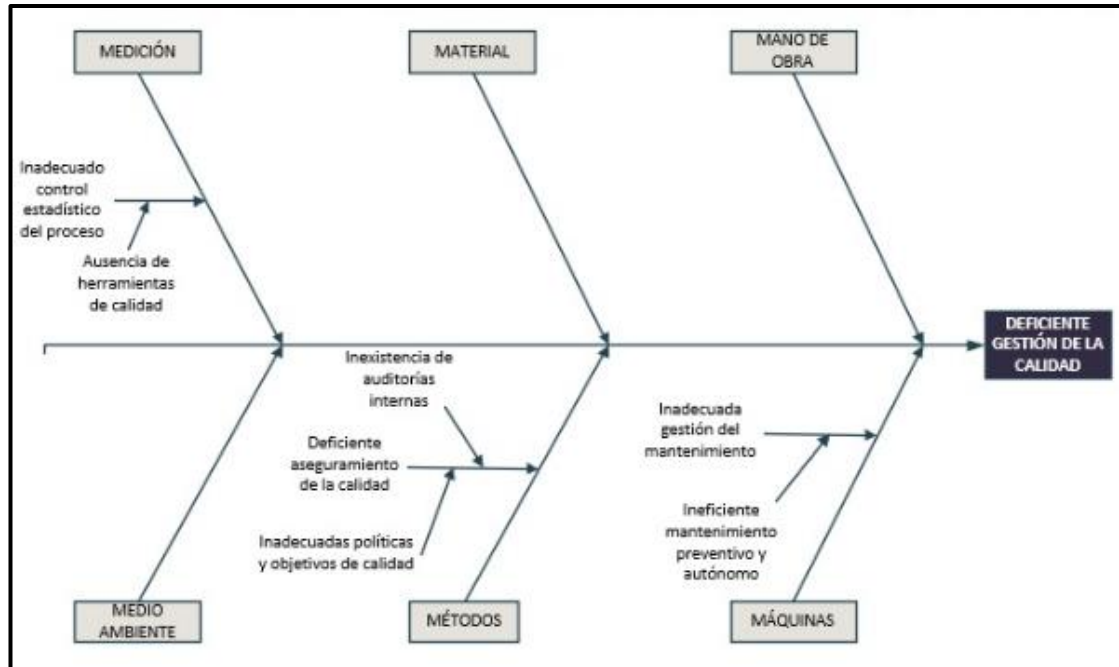 MEDICIÓN
MATERIAL
MANO DE
OBRA
Inadecuado
control
estadístico
del proceso
Ausencia de
herramientas
de calidad
DEFICIENTE
GESTIÓN DE LA
CALIDAD
Inexistencia de
auditorías
internas
Deficiente
aseguramiento
de la calidad
Inadecuadas políticas
y objetivos de calidad
Inadecuada
gestión del
mantenimiento
Ineficiente
mantenimiento
preventivo y
autónomo
MEDIO
AMBIENTE
MÉTODOS
MÁQUINAS